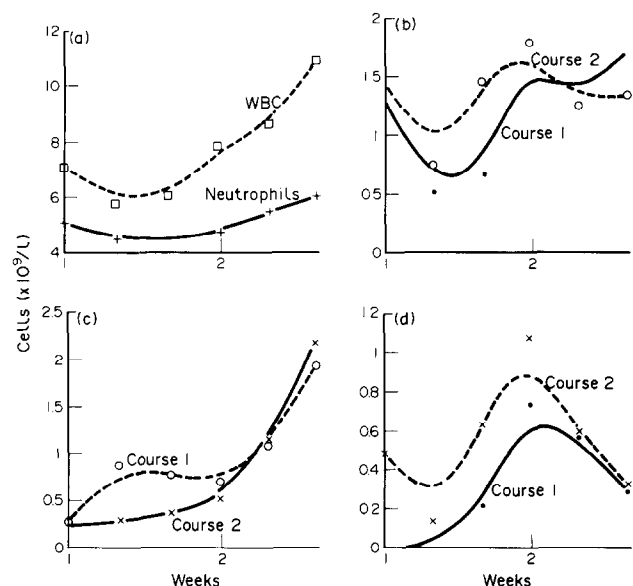 (a)
12
10
8
6
4
WBC
Neutrophils
1
2
(b)
2
1.5
1
0.5
0
Course 2
Course 1
2
Cells (x10⁹/l)
(c)
2.5
2
1.5
1
0.5
0
Course 1
Course 2
1
2
Weeks
(d)
1.2
1
0.8
0.6
0.4
0.2
0
Course 2
Course 1
1
2
Weeks